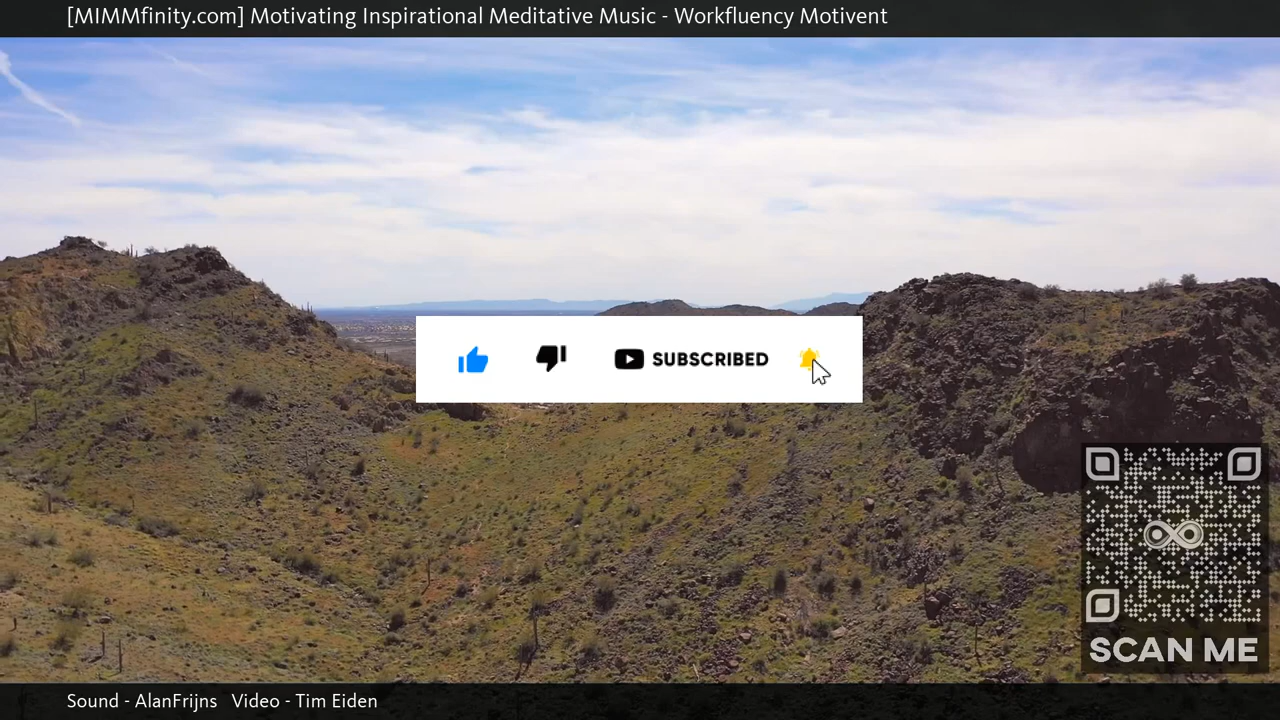 [MIMMfinity.com] Motivating Inspirational Meditative Music - Workfluency Motivent
SUBSCRIBED
SCAN ME
Sound - AlanFrijns   Video - Tim Eiden